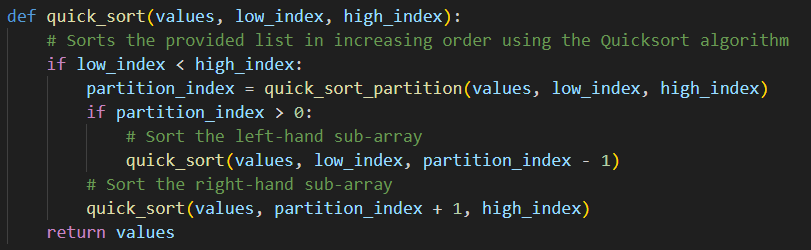 def quick_sort(values, low_index, high_index):
    # Sorts the provided list in increasing order using the Quicksort algorithm
    if low_index < high_index:
        partition_index = quick_sort_partition(values, low_index, high_index)
        if partition_index > 0:
            # Sort the left-hand sub-array
            quick_sort(values, low_index, partition_index - 1)
        # Sort the right-hand sub-array
        quick_sort(values, partition_index + 1, high_index)
    return values